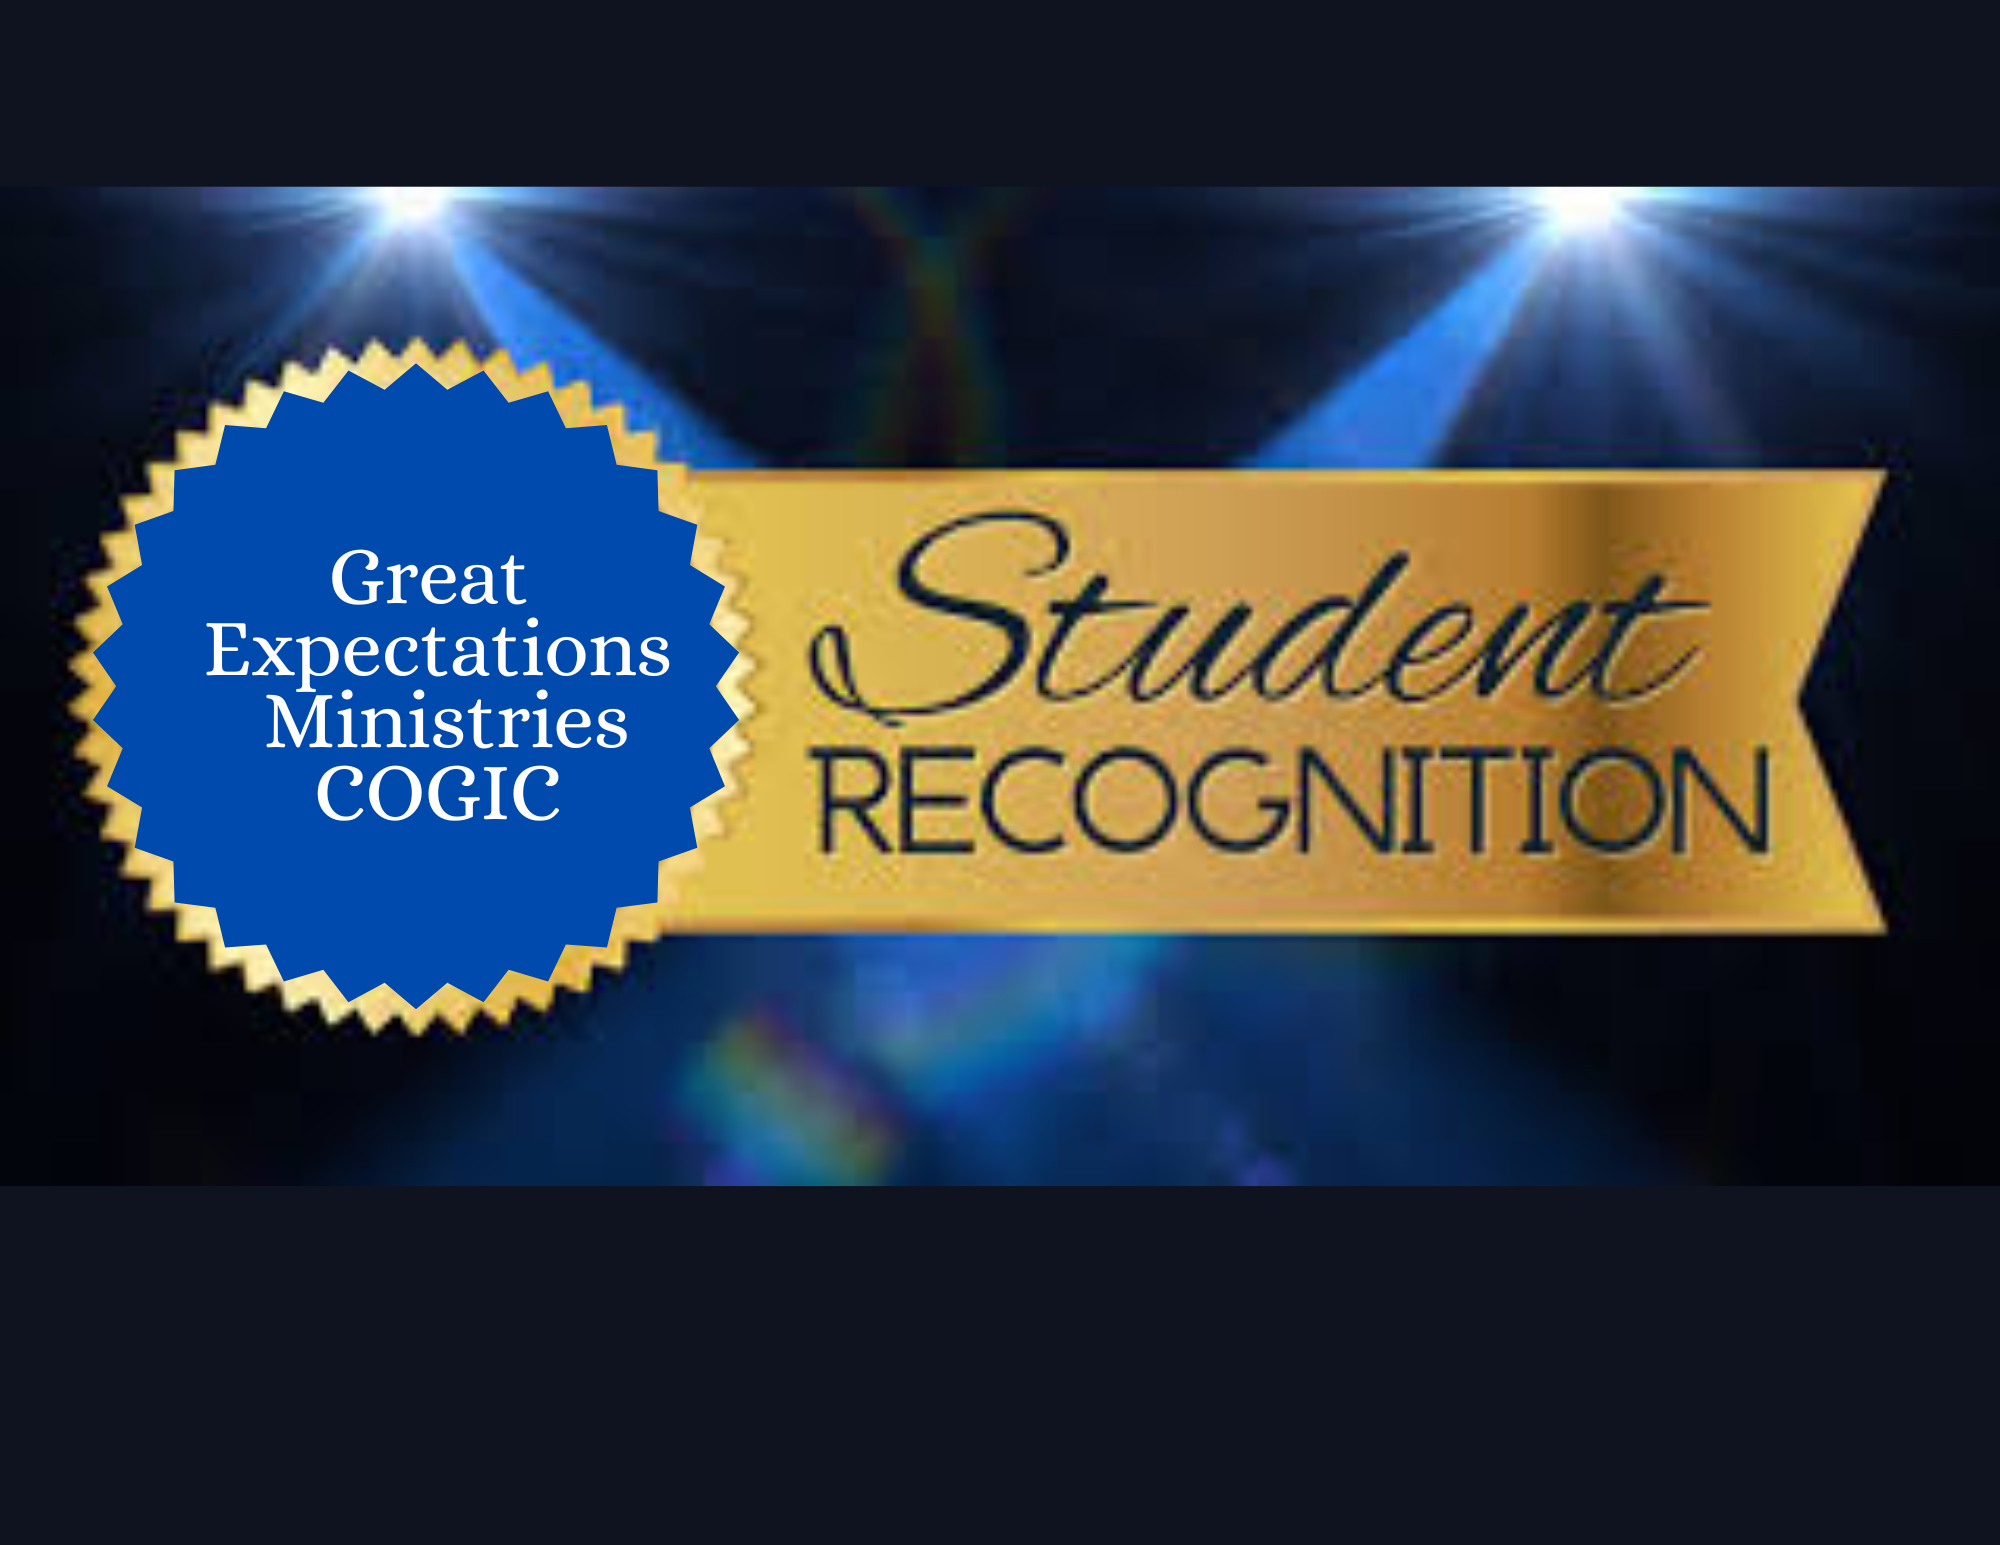 Great
Expectations
Ministries
COGIC
Student
RECOGNITION